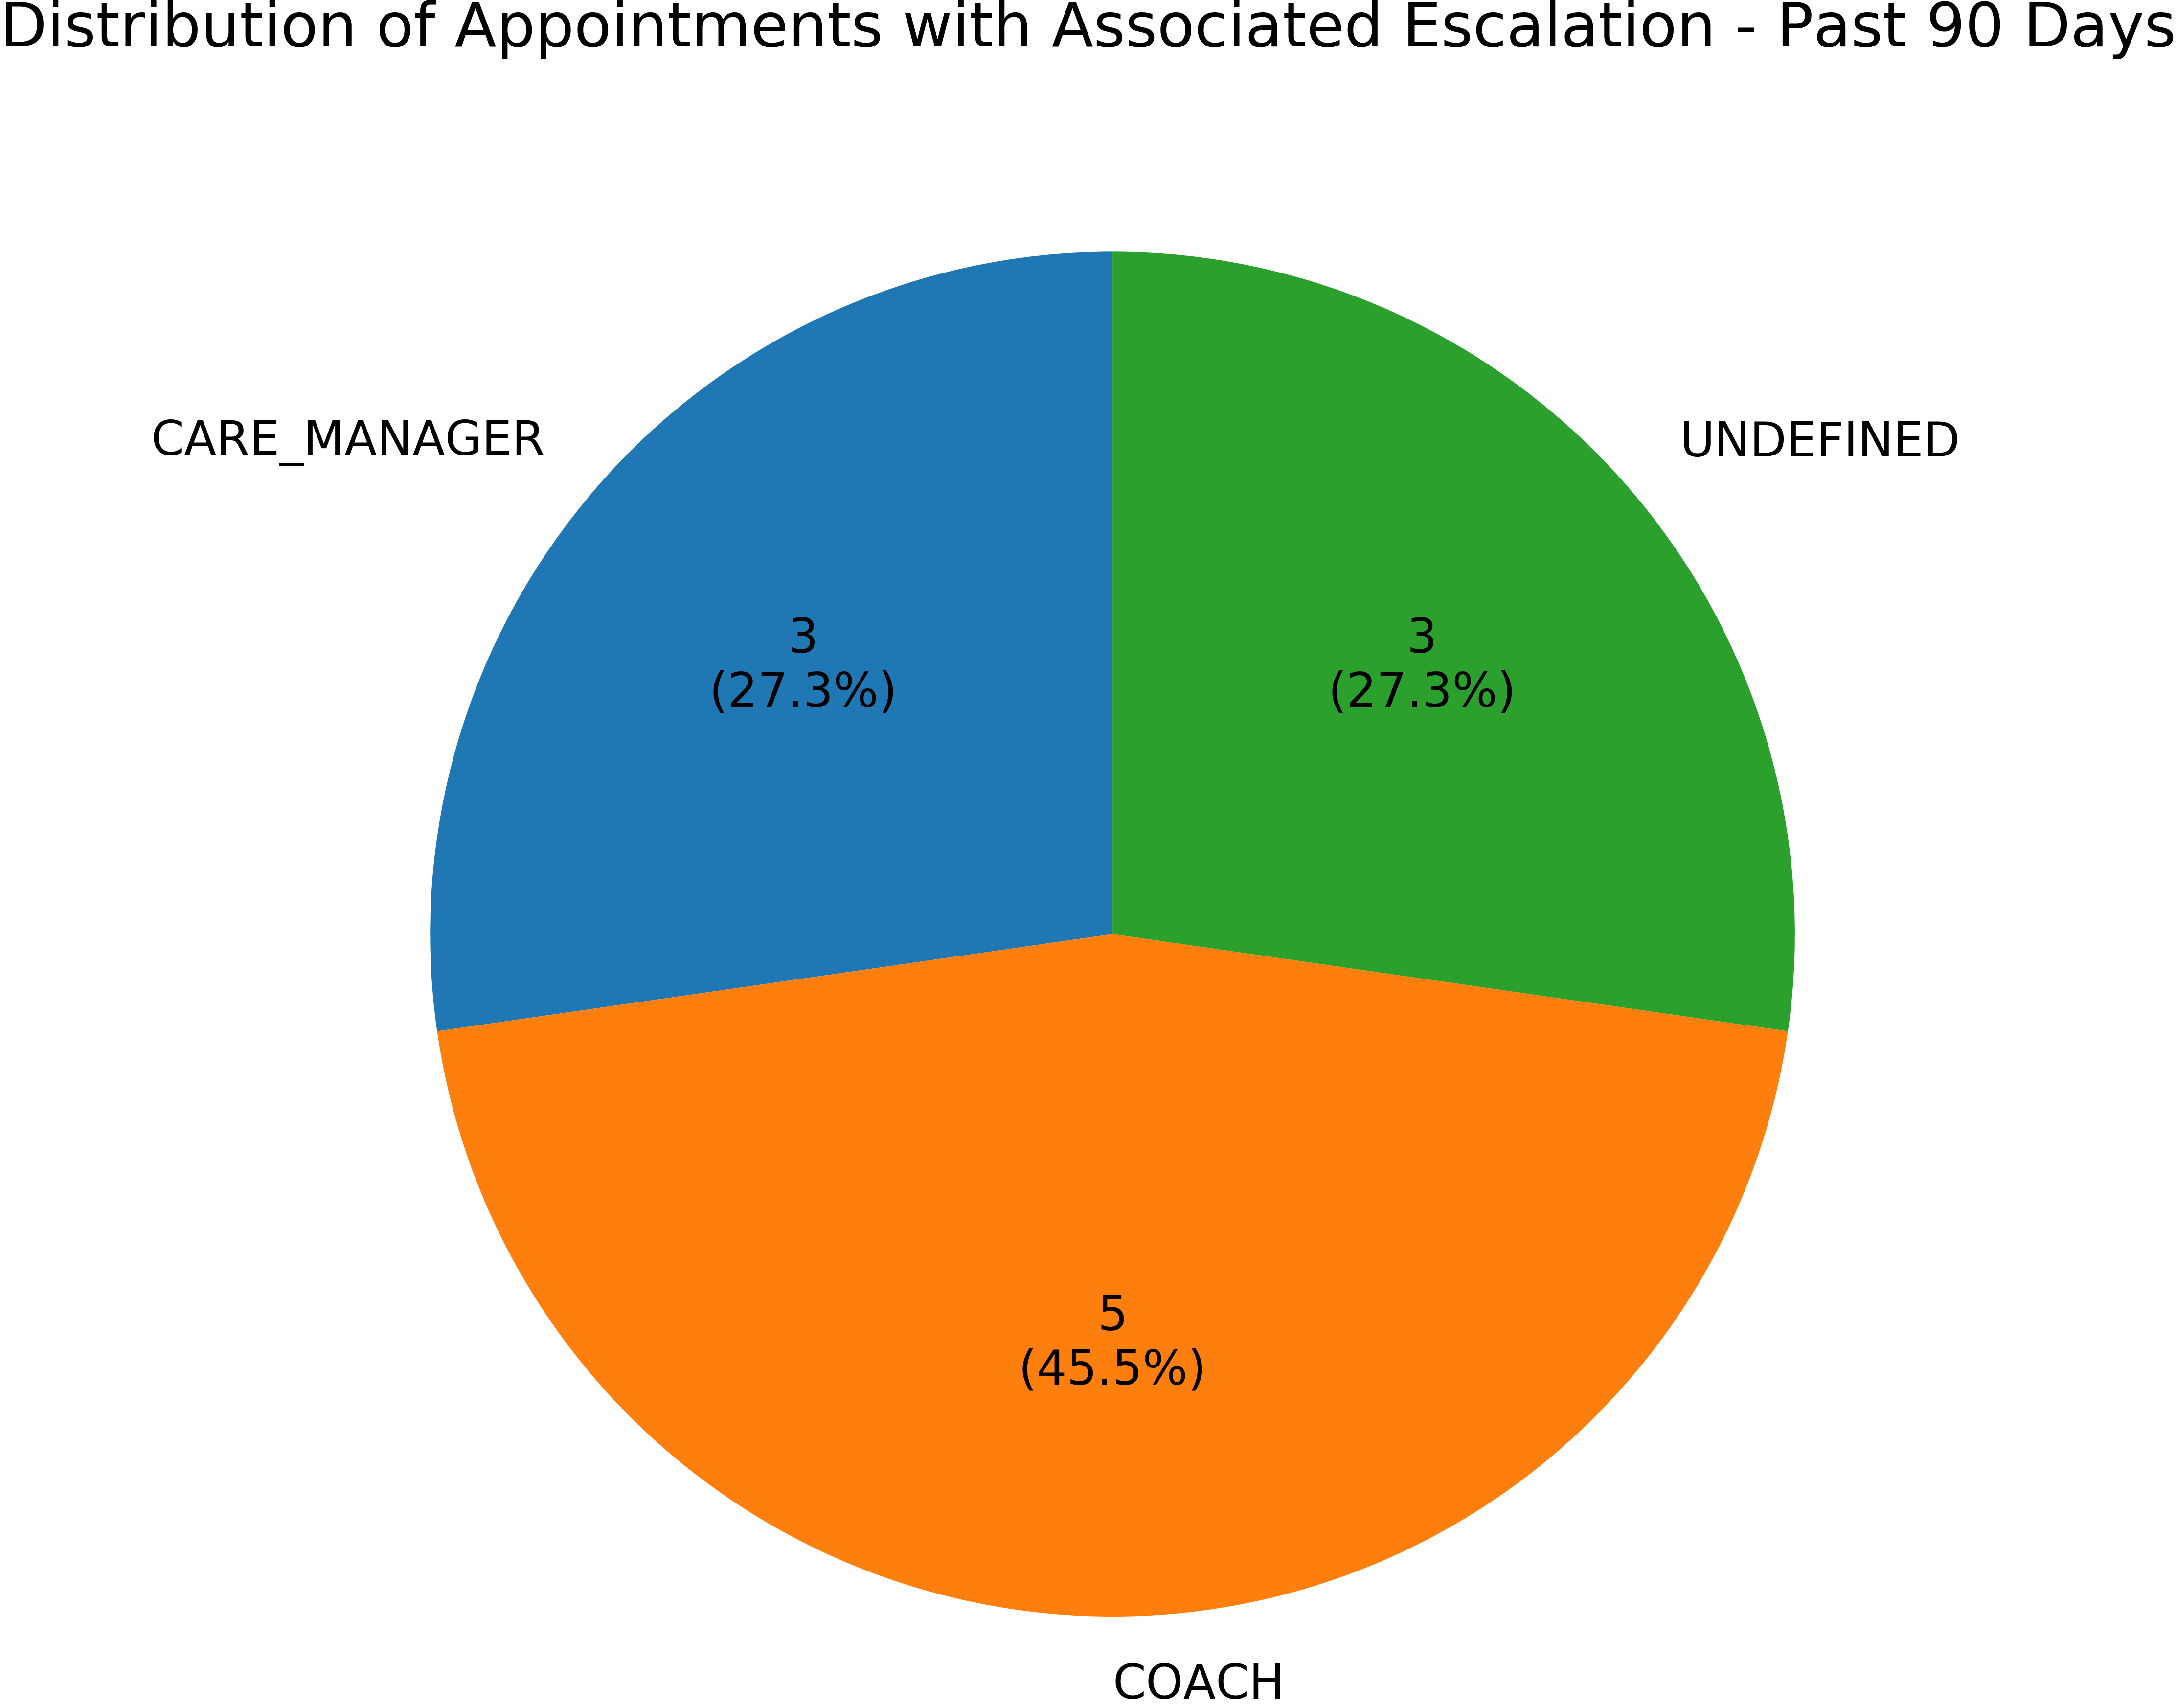 Distribution of Appointments with Associated Escalation - Past 90 Days
CARE_MANAGER
UNDEFINED
3
(27.3%)
3
(27.3%)
5
(45.5%)
COACH